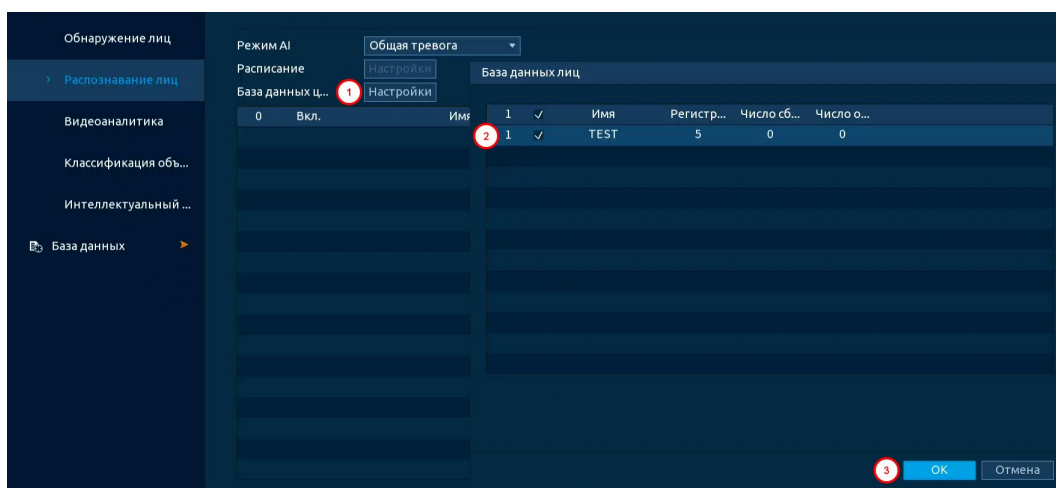 Обнаружение лиц
Распознавание лиц
Видеоаналитика
Классификация объ...
Интеллектуальный ...
База данных
Режим AI Общая тревога
Расписание Настройки
База данных ц... 1 Настройки
0 Вкл. Имя
База данных лиц
1 Имя Регистр... Число сб... Число о...
2 1 TEST 5 0 0
3 OK Отмена